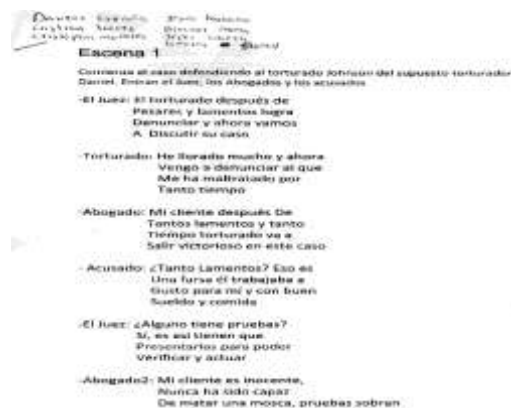 Escena 1
Comienza el caso defendiendo al torturado Johnson del supuesto torturador
Daniel. Entran el Juez, los Abogados y los acusados
-El Juez: El torturado después de
Pesares y lamentos logra
Denunciar y ahora vamos
A Discutir su caso
-Torturado: He llorado mucho y ahora
Vengo a denunciar al que
Me ha maltratado por
Tanto tiempo
-Abogado: Mi cliente después De
Tantos lamentos y tanto
Tiempo torturado va a
Salir victorioso en este caso
- Acusado: ¿Tanto Lamentos? Eso es
Una farsa él trabajaba a
Gusto para mí y con buen
Sueldo y comida
-El Juez: ¿Alguno tiene pruebas?
Sí, es así tienen que
Presentarlas para poder
Verificar y actuar
-Abogado2: Mi cliente es inocente,
Nunca ha sido capaz
De matar una mosca, pruebas sobran